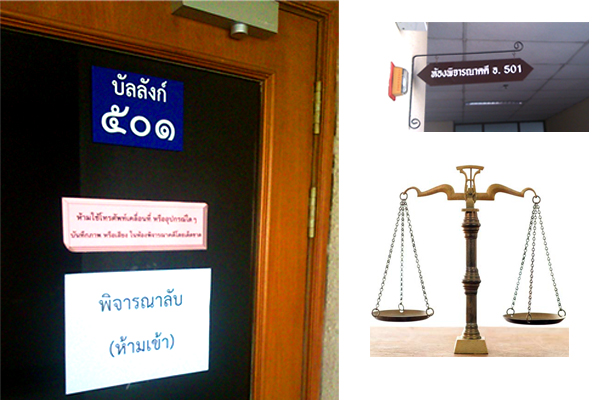 บัลลังก์
๕๐๑
ห้ามใช้โทรศัพท์เคลื่อนที่ หรืออุปกรณ์ใด ๆ
บันทึกภาพ หรือเสียง ในห้องพิจารณาคดีโดยเด็ดขาด
พิจารณาลับ
(ห้ามเข้า)
ห้องพิจารณาคดี อ. 501